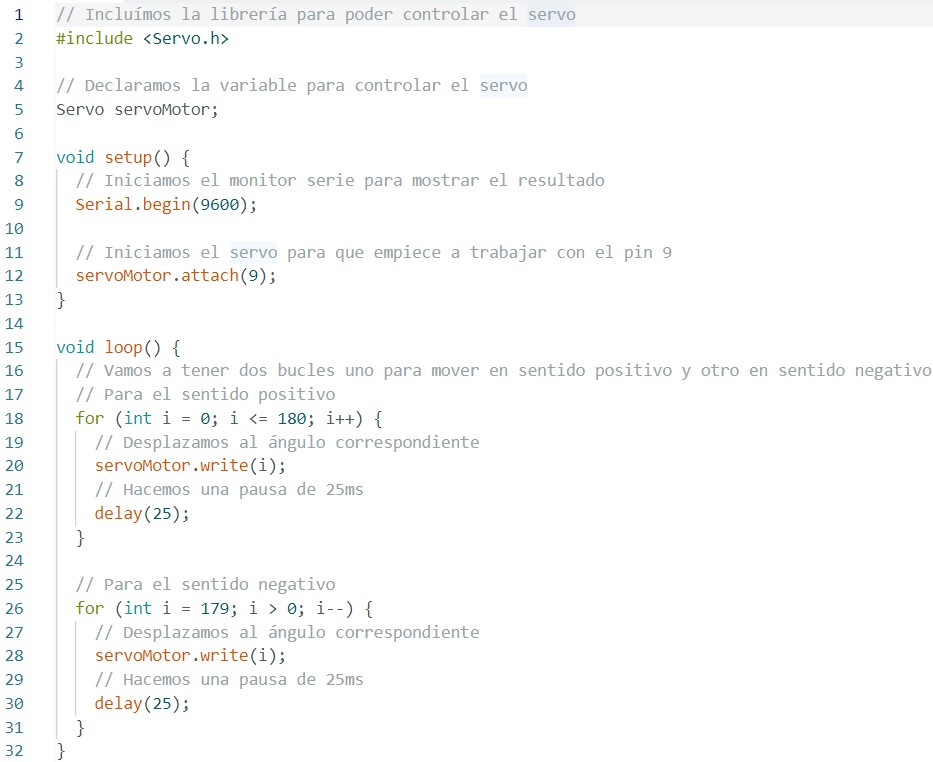 1 // Incluímos la librería para poder controlar el servo
2 #include <Servo.h>
3
4 // Declaramos la variable para controlar el servo
5 Servo servoMotor;
6
7 void setup() {
8   // Iniciamos el monitor serie para mostrar el resultado
9   Serial.begin(9600);
10
11   // Iniciamos el servo para que empiece a trabajar con el pin 9
12   servoMotor.attach(9);
13 }
14
15 void loop() {
16   // Vamos a tener dos bucles uno para mover en sentido positivo y otro en sentido negativo
17   // Para el sentido positivo
18   for (int i = 0; i <= 180; i++) {
19     // Desplazamos al ángulo correspondiente
20     servoMotor.write(i);
21     // Hacemos una pausa de 25ms
22     delay(25);
23   }
24
25   // Para el sentido negativo
26   for (int i = 179; i > 0; i--) {
27     // Desplazamos al ángulo correspondiente
28     servoMotor.write(i);
29     // Hacemos una pausa de 25ms
30     delay(25);
31   }
32 }